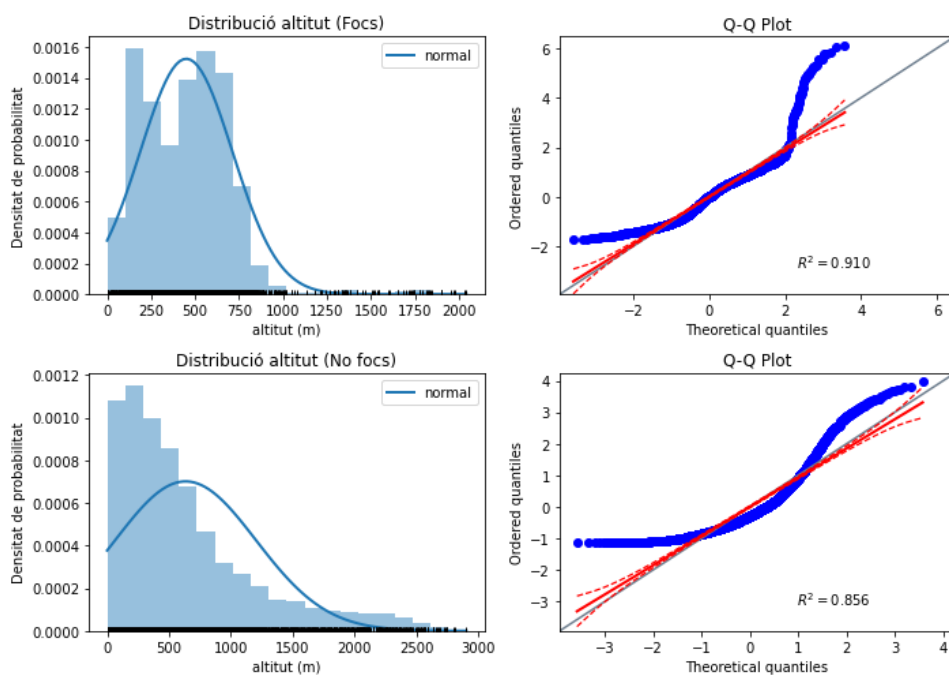 Distribució altitut (Focs)
normal
0.0016
0.0014
0.0012
0.0010
0.0008
0.0006
0.0004
0.0002
0.0000
Densitat de probabilitat
0 250 500 750 1000 1250 1500 1750 2000
altitut (m)
Q-Q Plot
6
4
2
0
−2
Ordered quantiles
R² = 0.910
−2 0 2 4 6
Theoretical quantiles
Distribució altitut (No focs)
normal
0.0012
0.0010
0.0008
0.0006
0.0004
0.0002
0.0000
Densitat de probabilitat
0 500 1000 1500 2000 2500 3000
altitut (m)
Q-Q Plot
4
3
2
1
0
−1
−2
−3
Ordered quantiles
R² = 0.856
−3 −2 −1 0 1 2 3 4
Theoretical quantiles